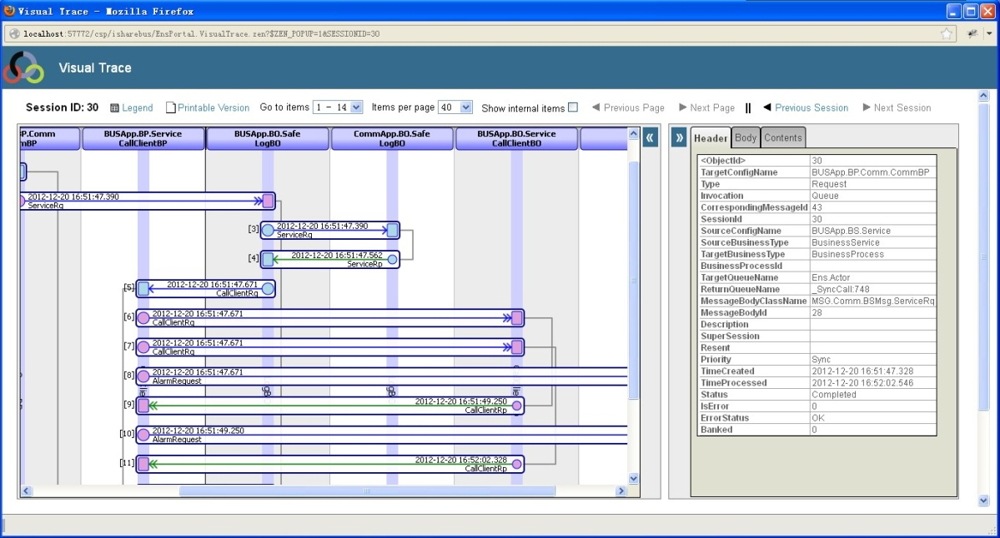 Visual Trace - Mozilla Firefox
localhost:57772/csp/isharebus/EnsPortal.VisualTrace.zen?$ZEN_POPUP=1&SESSIONID=30
Visual Trace
Session ID: 30 Legend Printable Version Go to items 1 - 14 Items per page 40 Show internal items Previous Page Next Page || Previous Session Next Session
P.Comm
mBP
BUSApp.BP.Service
CallClientBP
BUSApp.BO.Safe
LogBO
CommApp.BO.Safe
LogBO
BUSApp.BO.Service
CallClientBO
2012-12-20 16:51:47.390
ServiceRq
[3] 2012-12-20 16:51:47.390
ServiceRq
[4] 2012-12-20 16:51:47.562
ServiceRp
[5] 2012-12-20 16:51:47.671
CallClientRq
[6] 2012-12-20 16:51:47.671
CallClientRq
[7] 2012-12-20 16:51:47.671
CallClientRq
[8] 2012-12-20 16:51:47.671
AlarmRequest
[9] 2012-12-20 16:51:49.250
CallClientRp
[10] 2012-12-20 16:51:49.250
AlarmRequest
[11] 2012-12-20 16:52:02.328
CallClientRp
Header Body Contents
<ObjectId> 30
TargetConfigName BUSApp.BP.Comm.CommBP
Type Request
Invocation Queue
CorrespondingMessageId 43
SessionId 30
SourceConfigName BUSApp.BS.Service
SourceBusinessType BusinessService
TargetBusinessType BusinessProcess
BusinessProcessId
TargetQueueName Ens.Actor
ReturnQueueName _SyncCall:748
MessageBodyClassName MSG.Comm.BSMsg.ServiceRq
MessageBodyId 28
Description
SuperSession
Resent
Priority Sync
TimeCreated 2012-12-20 16:51:47.328
TimeProcessed 2012-12-20 16:52:02.546
Status Completed
IsError 0
ErrorStatus OK
Banked 0